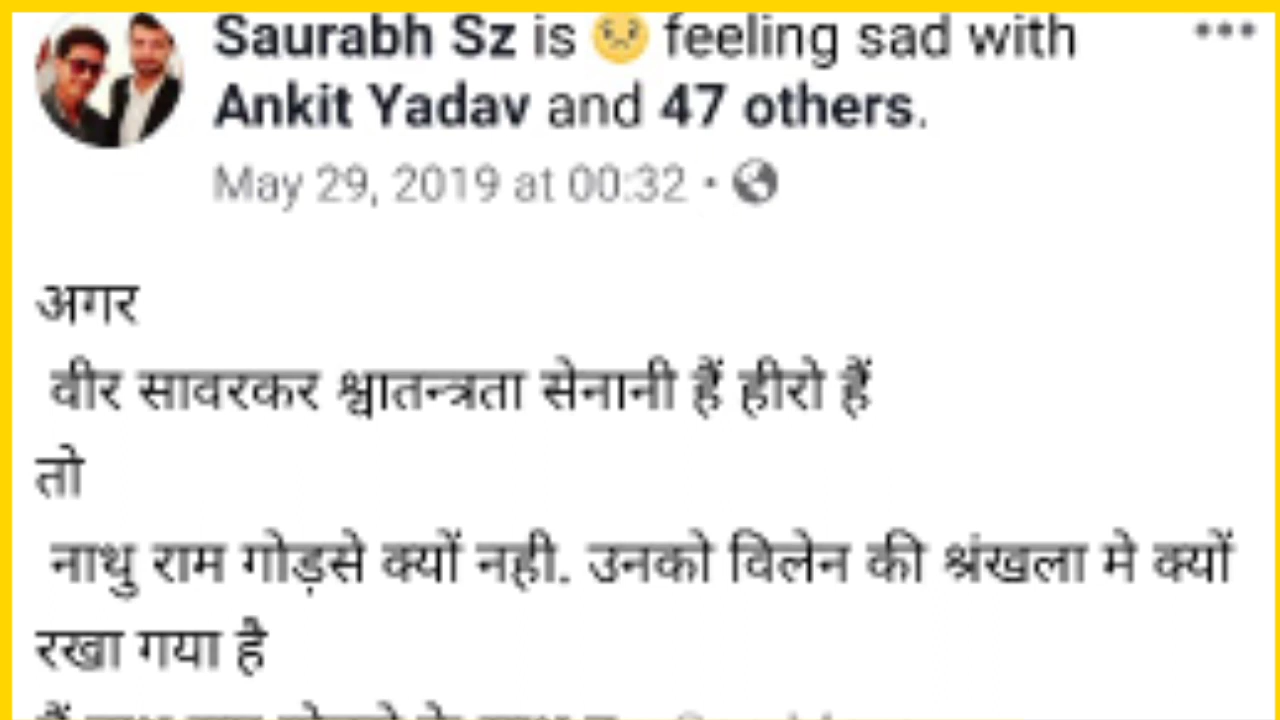 Saurabh Sz is 😣 feeling sad with
Ankit Yadav and 47 others.
May 29, 2019 at 00:32 •
अगर
वीर सावरकर श्वातन्त्रता सेनानी हैं हीरो हैं
तो
नाथु राम गोड़से क्यों नही. उनको विलेन की श्रंखला मे क्यों
रखा गया है